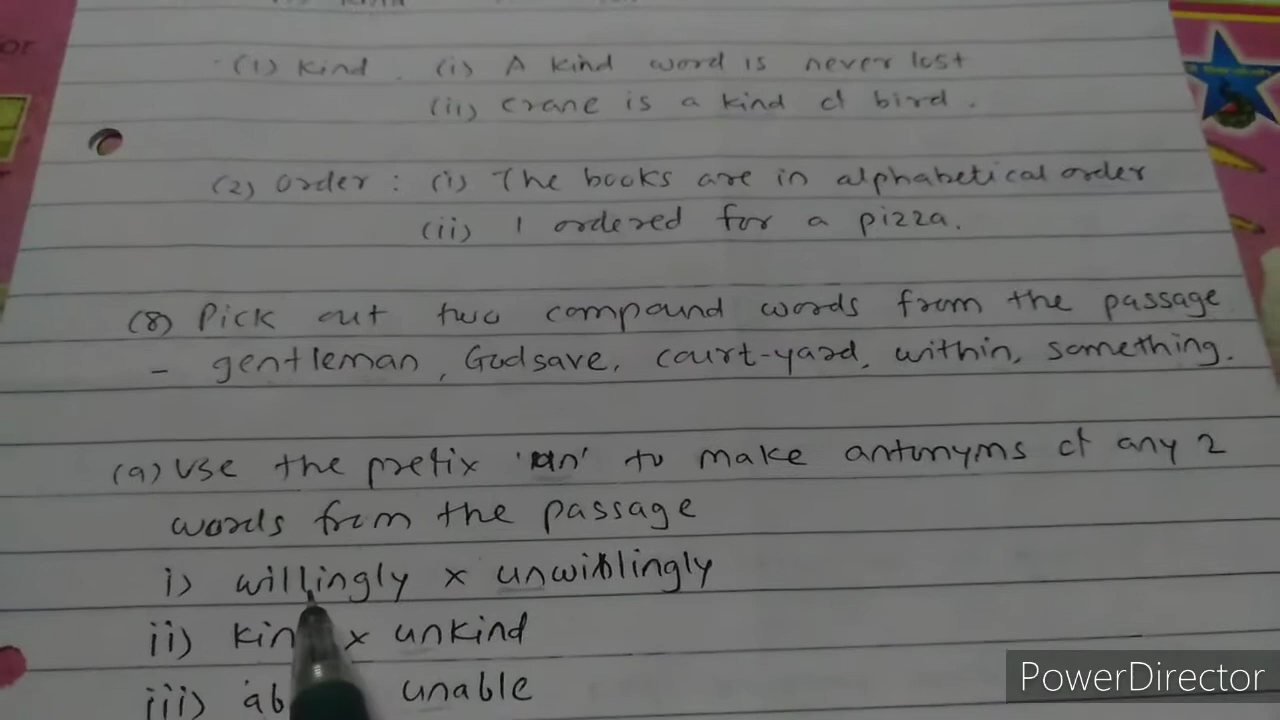 (1) Kind (i) A kind word is never lost
(ii) Crane is a kind of bird.
(2) Order : (i) The books are in alphabetical order
(ii) I ordered for a pizza.
(8) Pick out two compound words from the passage
- gentleman, Godsave, court-yard, within, something.
(9) Use the prefix 'un' to make antonyms of any 2
words from the passage
i) willingly x unwillingly
ii) kin x unkind
iii) ab unable
PowerDirector